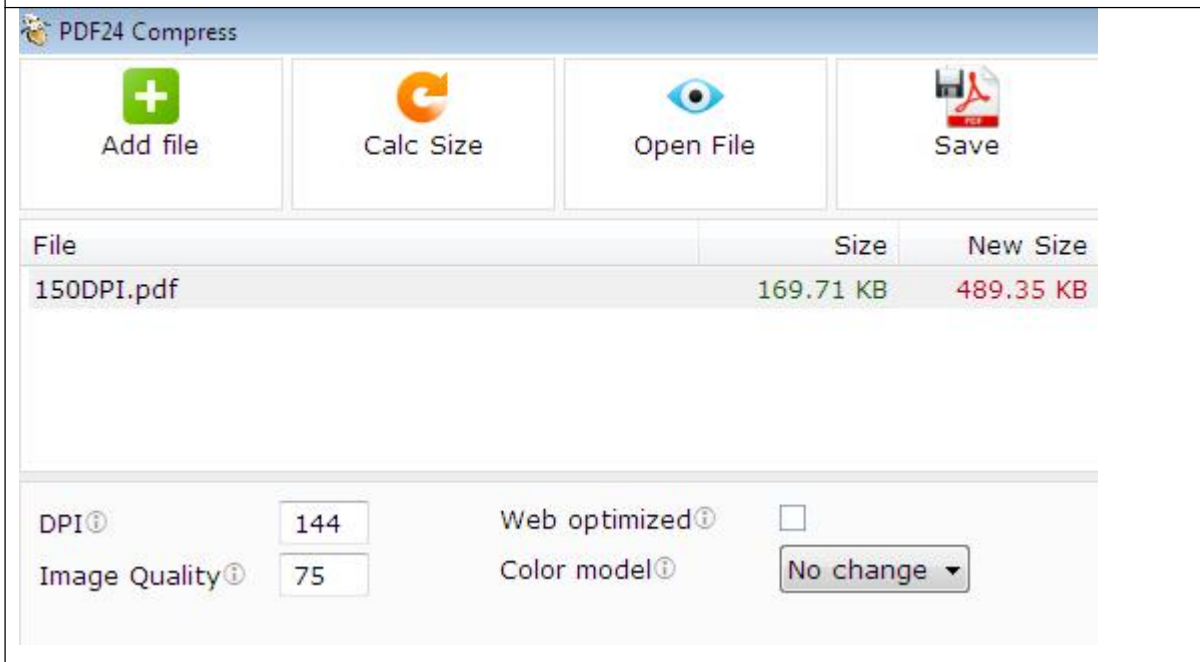 PDF24 Compress
Add file Calc Size Open File Save
File Size New Size
150DPI.pdf 169.71 KB 489.35 KB
DPI 144 Web optimized
Image Quality 75 Color model No change